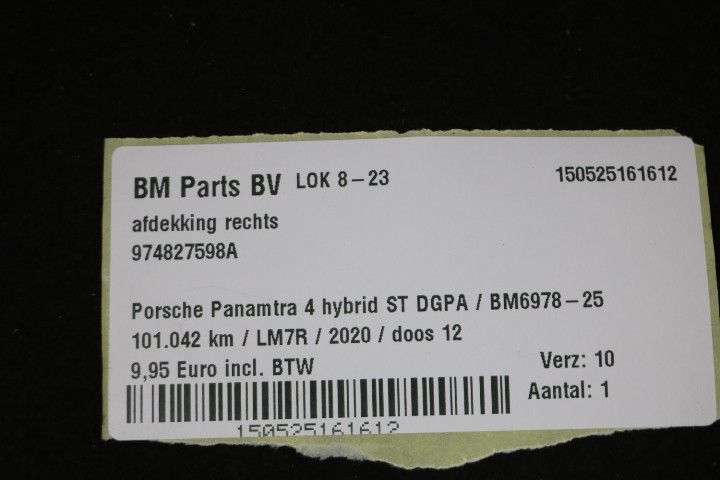 BM Parts BV LOK 8-23 150525161612
afdekking rechts
974827598A
Porsche Panamtra 4 hybrid ST DGPA / BM6978-25
101.042 km / LM7R / 2020 / doos 12
9,95 Euro incl. BTW Verz: 10
Aantal: 1
150525161612